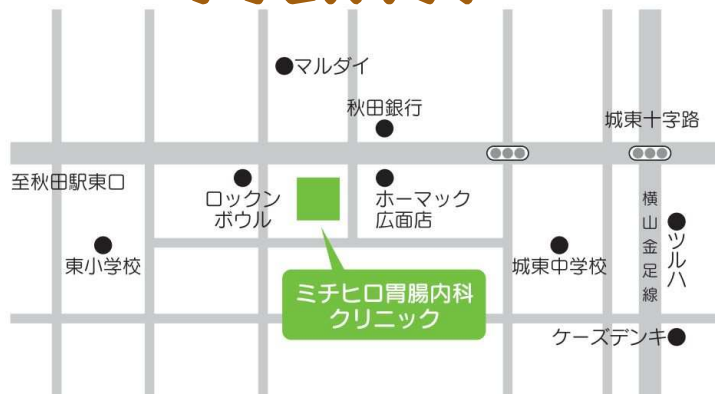 マルダイ
秋田銀行
城東十字路
至秋田駅東口
ロックン
ボウル
ホーマック
広面店
横山金足線
ツルハ
東小学校
城東中学校
ミチヒロ胃腸内科
クリニック
ケーズデンキ